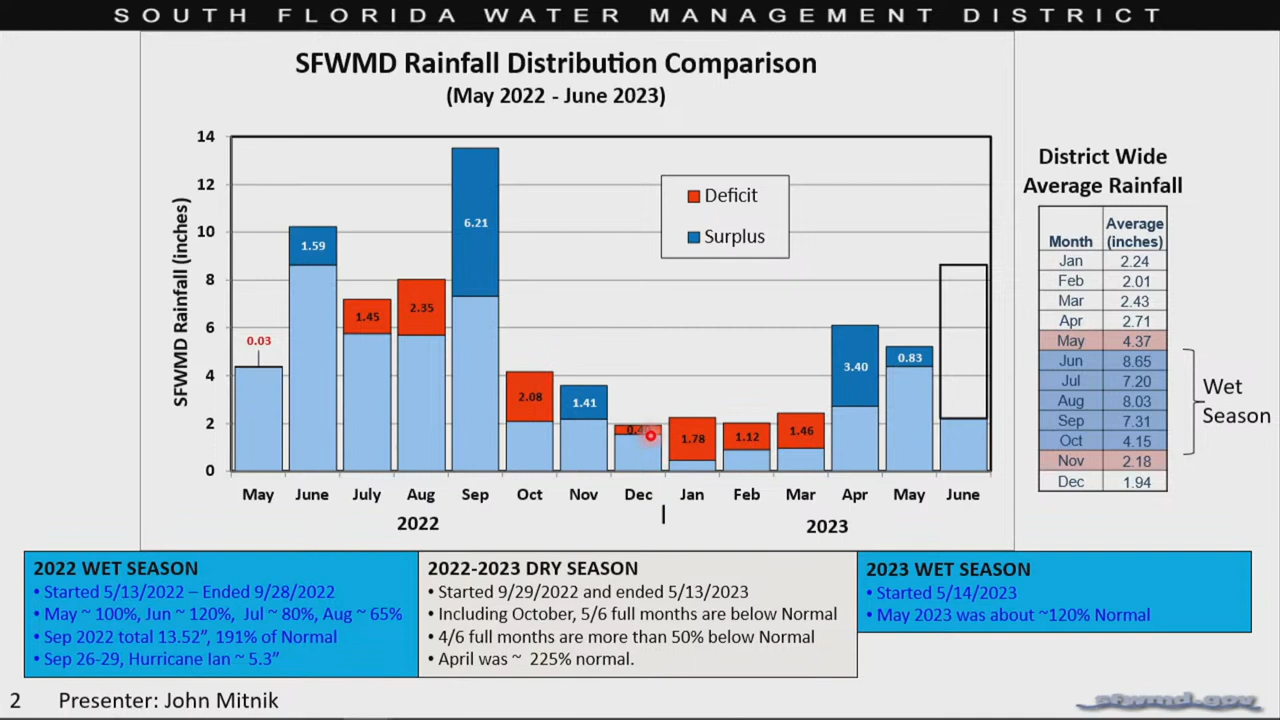 SOUTH FLORIDA WATER MANAGEMENT DISTRICT
SFWMD Rainfall Distribution Comparison
(May 2022 - June 2023)
SFWMD Rainfall (inches)
14
12
10
8
6
4
2
0
Deficit
Surplus
0.03
1.59
1.45
2.35
6.21
2.08
1.41
1.78
1.12
1.46
3.40
0.83
May June July Aug Sep Oct Nov Dec Jan Feb Mar Apr May June
2022 2023
District Wide
Average Rainfall
Month Average (inches)
Jan 2.24
Feb 2.01
Mar 2.43
Apr 2.71
May 4.37
Jun 8.65
Jul 7.20
Aug 8.03
Sep 7.31
Oct 4.15
Nov 2.18
Dec 1.94
Wet
Season
2022 WET SEASON
• Started 5/13/2022 – Ended 9/28/2022
• May ~ 100%, Jun ~ 120%, Jul ~ 80%, Aug ~ 65%
• Sep 2022 total 13.52”, 191% of Normal
• Sep 26-29, Hurricane Ian ~ 5.3”
2022-2023 DRY SEASON
• Started 9/29/2022 and ended 5/13/2023
• Including October, 5/6 full months are below Normal
• 4/6 full months are more than 50% below Normal
• April was ~ 225% normal.
2023 WET SEASON
• Started 5/14/2023
• May 2023 was about ~120% Normal
2 Presenter: John Mitnik
sfwmd.gov